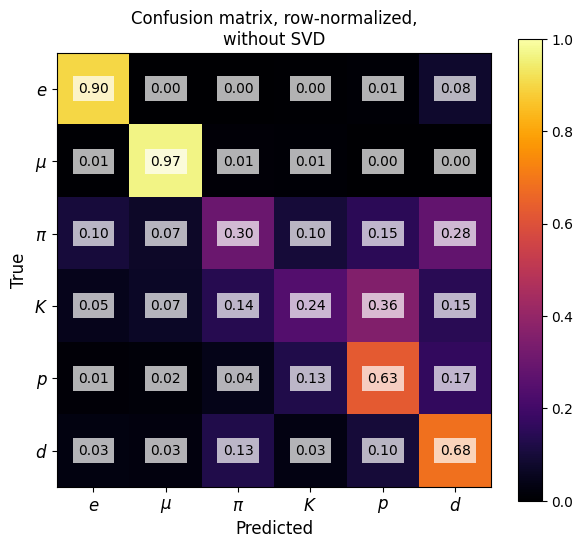 Confusion matrix, row-normalized,
without SVD
1.0
e 0.90 0.00 0.00 0.00 0.01 0.08
μ 0.01 0.97 0.01 0.01 0.00 0.00
0.8
π 0.10 0.07 0.30 0.10 0.15 0.28
0.6
True
K 0.05 0.07 0.14 0.24 0.36 0.15
0.4
p 0.01 0.02 0.04 0.13 0.63 0.17
0.2
d 0.03 0.03 0.13 0.03 0.10 0.68
0.0
e μ π K p d
Predicted